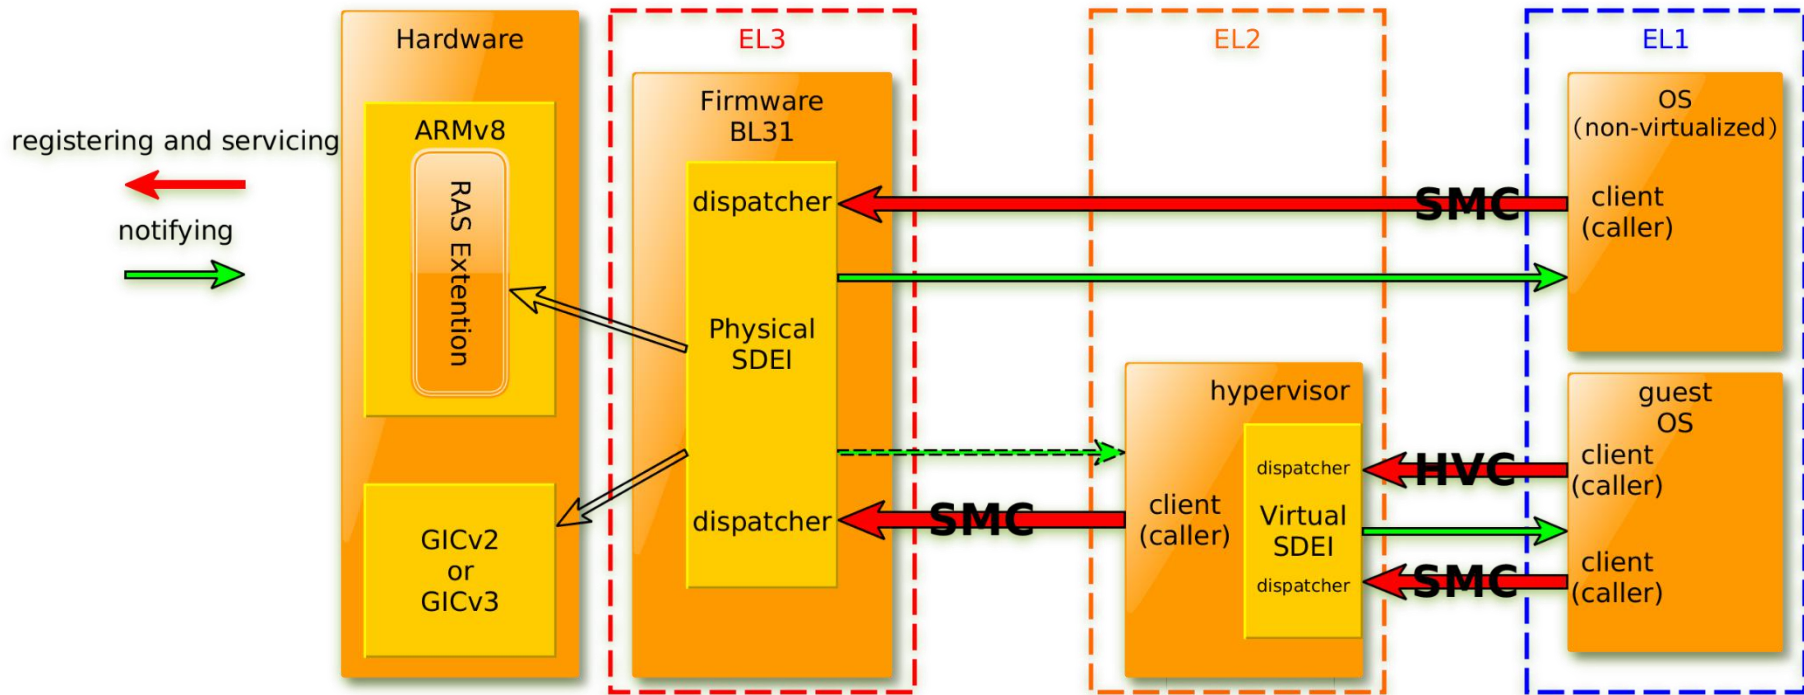 registering and servicing
notifying
Hardware
ARMv8
RAS Extention
GICv2
or
GICv3
EL3
Firmware
BL31
dispatcher
Physical
SDEI
dispatcher
EL2
hypervisor
client
(caller)
dispatcher
Virtual
SDEI
dispatcher
SMC
SMC
HVC
SMC
EL1
OS
(non-virtualized)
client
(caller)
guest
OS
client
(caller)
client
(caller)